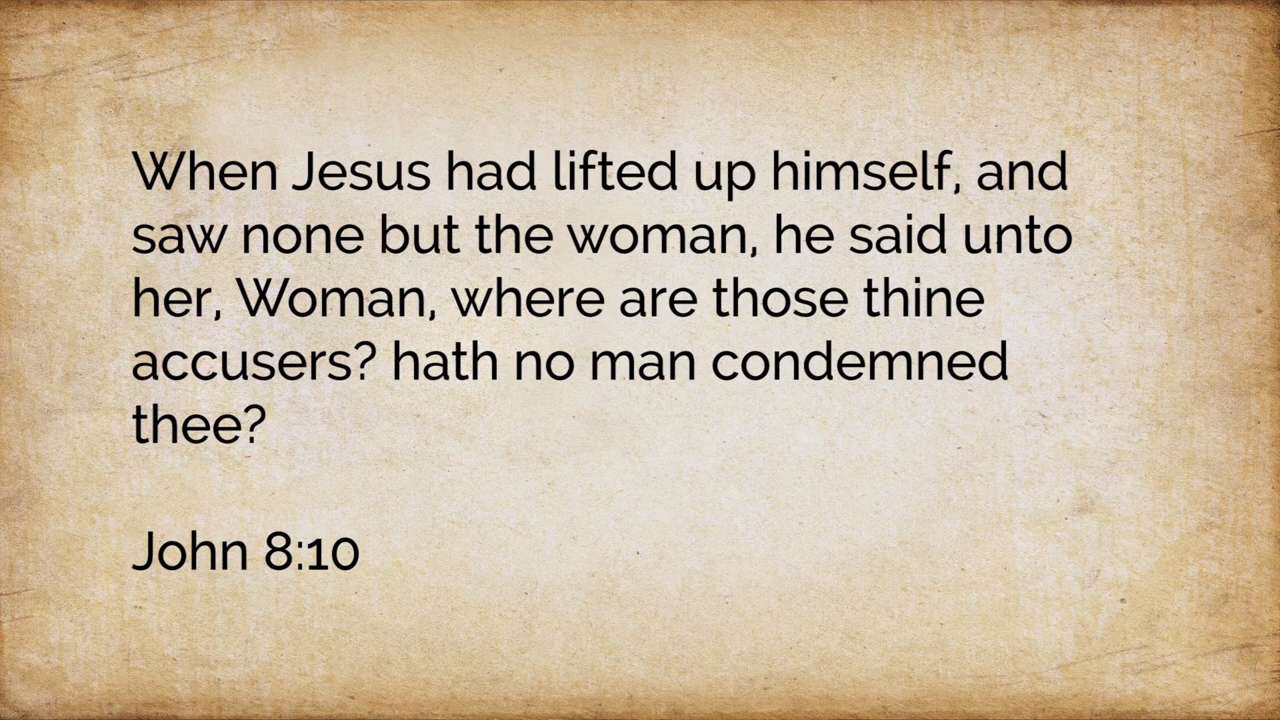 When Jesus had lifted up himself, and
saw none but the woman, he said unto
her, Woman, where are those thine
accusers? hath no man condemned
thee?
John 8:10